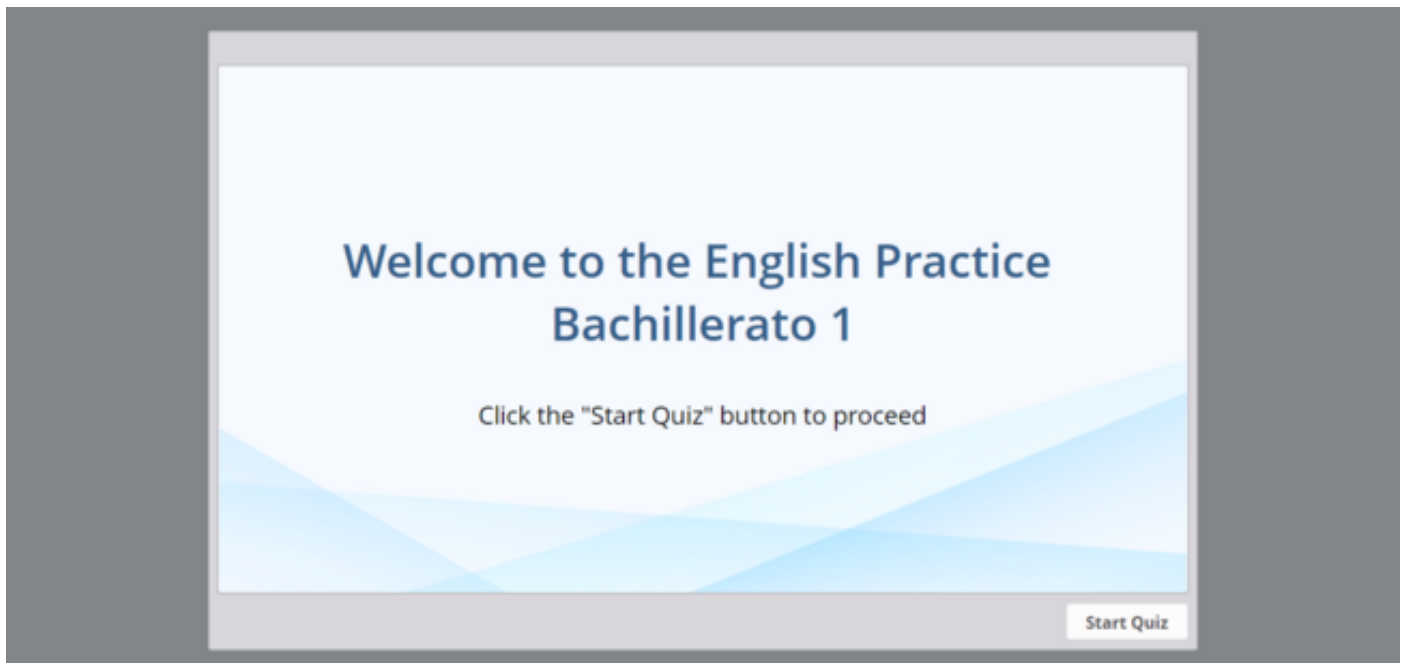 Welcome to the English Practice
Bachillerato 1
Click the "Start Quiz" button to proceed
Start Quiz